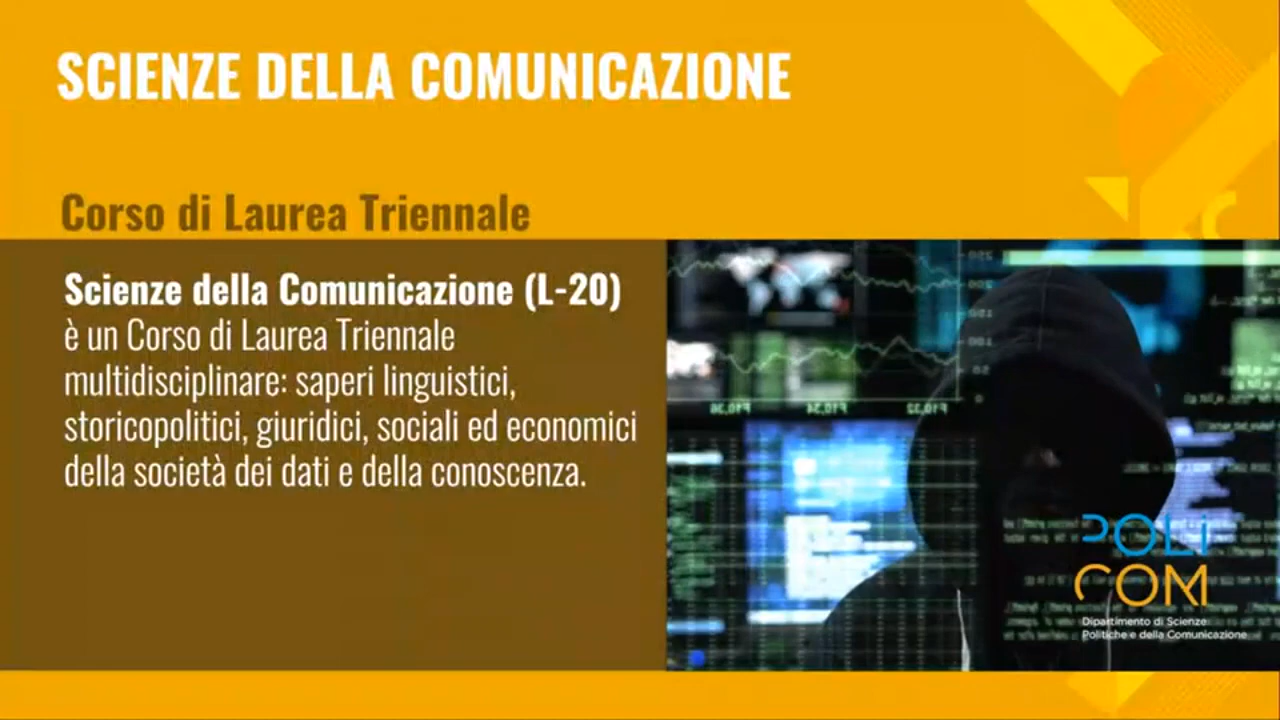 SCIENZE DELLA COMUNICAZIONE
Corso di Laurea Triennale
Scienze della Comunicazione (L-20)
è un Corso di Laurea Triennale
multidisciplinare: saperi linguistici,
storicopolitici, giuridici, sociali ed economici
della società dei dati e della conoscenza.
POLI
COM
Dipartimento di Scienze
Politiche e della Comunicazione